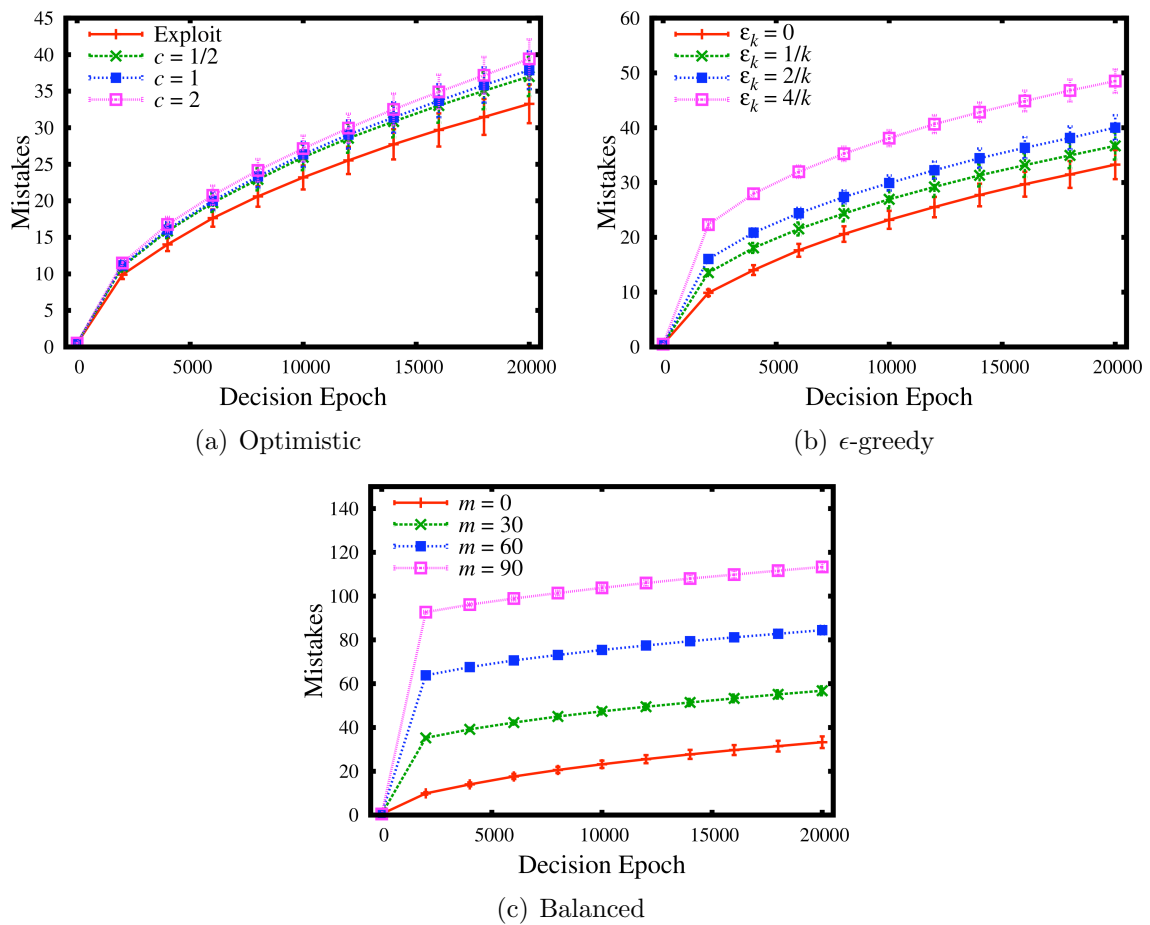 45
40
35
30
25
20
15
10
5
0
Mistakes
Exploit
c = 1/2
c = 1
c = 2
0 5000 10000 15000 20000
Decision Epoch
(a) Optimistic
60
50
40
30
20
10
0
Mistakes
εk = 0
εk = 1/k
εk = 2/k
εk = 4/k
0 5000 10000 15000 20000
Decision Epoch
(b) ϵ-greedy
140
120
100
80
60
40
20
0
Mistakes
m = 0
m = 30
m = 60
m = 90
0 5000 10000 15000 20000
Decision Epoch
(c) Balanced